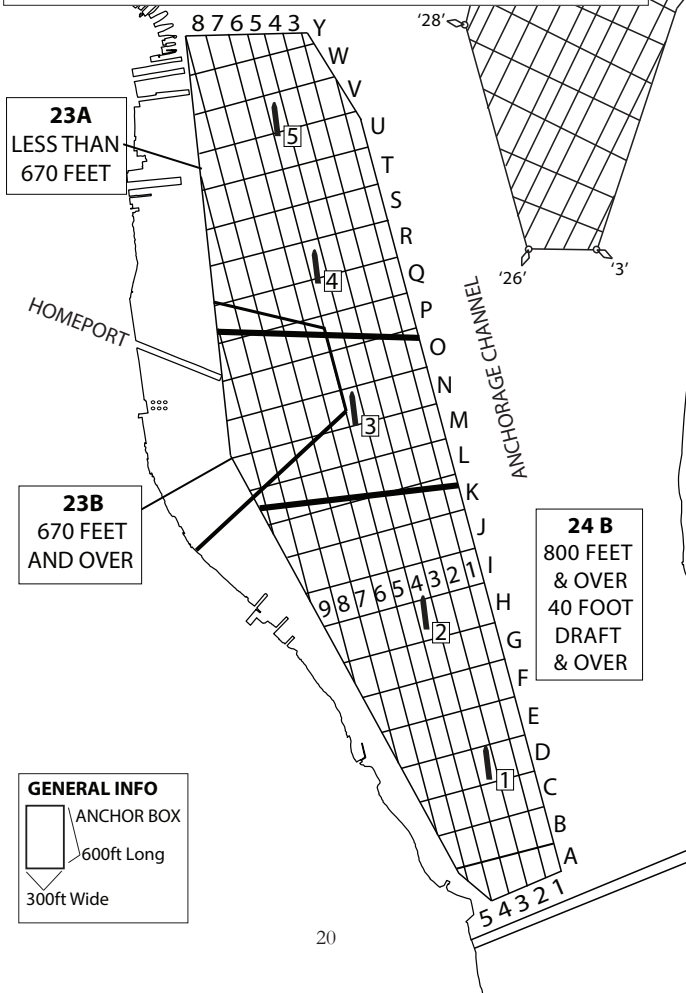 8 7 6 5 4 3 Y
W
V
U
T
S
R
Q
P
O
N
M
L
K
J
I
H
G
F
E
D
C
B
A
'28'
'26'
'3'
23A
LESS THAN
670 FEET
5
4
HOMEPORT
ANCHORAGE CHANNEL
3
23B
670 FEET
AND OVER
24 B
800 FEET
& OVER
40 FOOT
DRAFT
& OVER
9 8 7 6 5 4 3 2 1
2
1
GENERAL INFO
ANCHOR BOX
600ft Long
300ft Wide
5 4 3 2 1
20